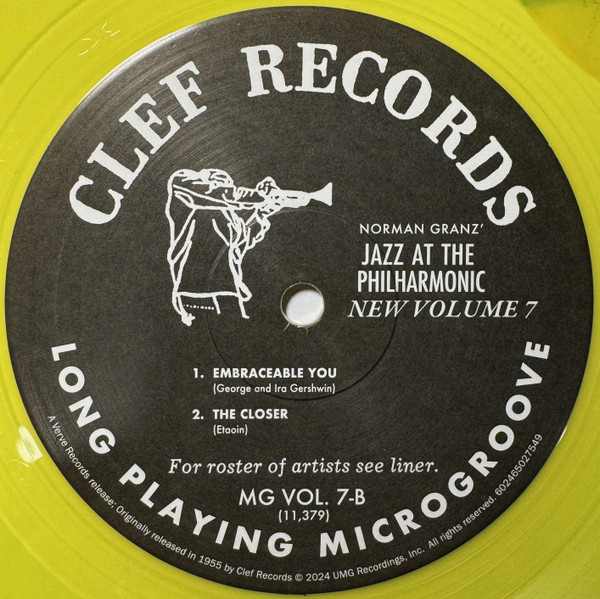 CLEF RECORDS
NORMAN GRANZ'
JAZZ AT THE
PHILHARMONIC
NEW VOLUME 7
1. EMBRACEABLE YOU
(George and Ira Gershwin)
2. THE CLOSER
(Etaoin)
For roster of artists see liner.
MG VOL. 7-B
(11,379)
LONG PLAYING MICROGROOVE
A Verve Records release; Originally released in 1955 by Clef Records © 2024 UMG Recordings, Inc. All rights reserved. 602465027549